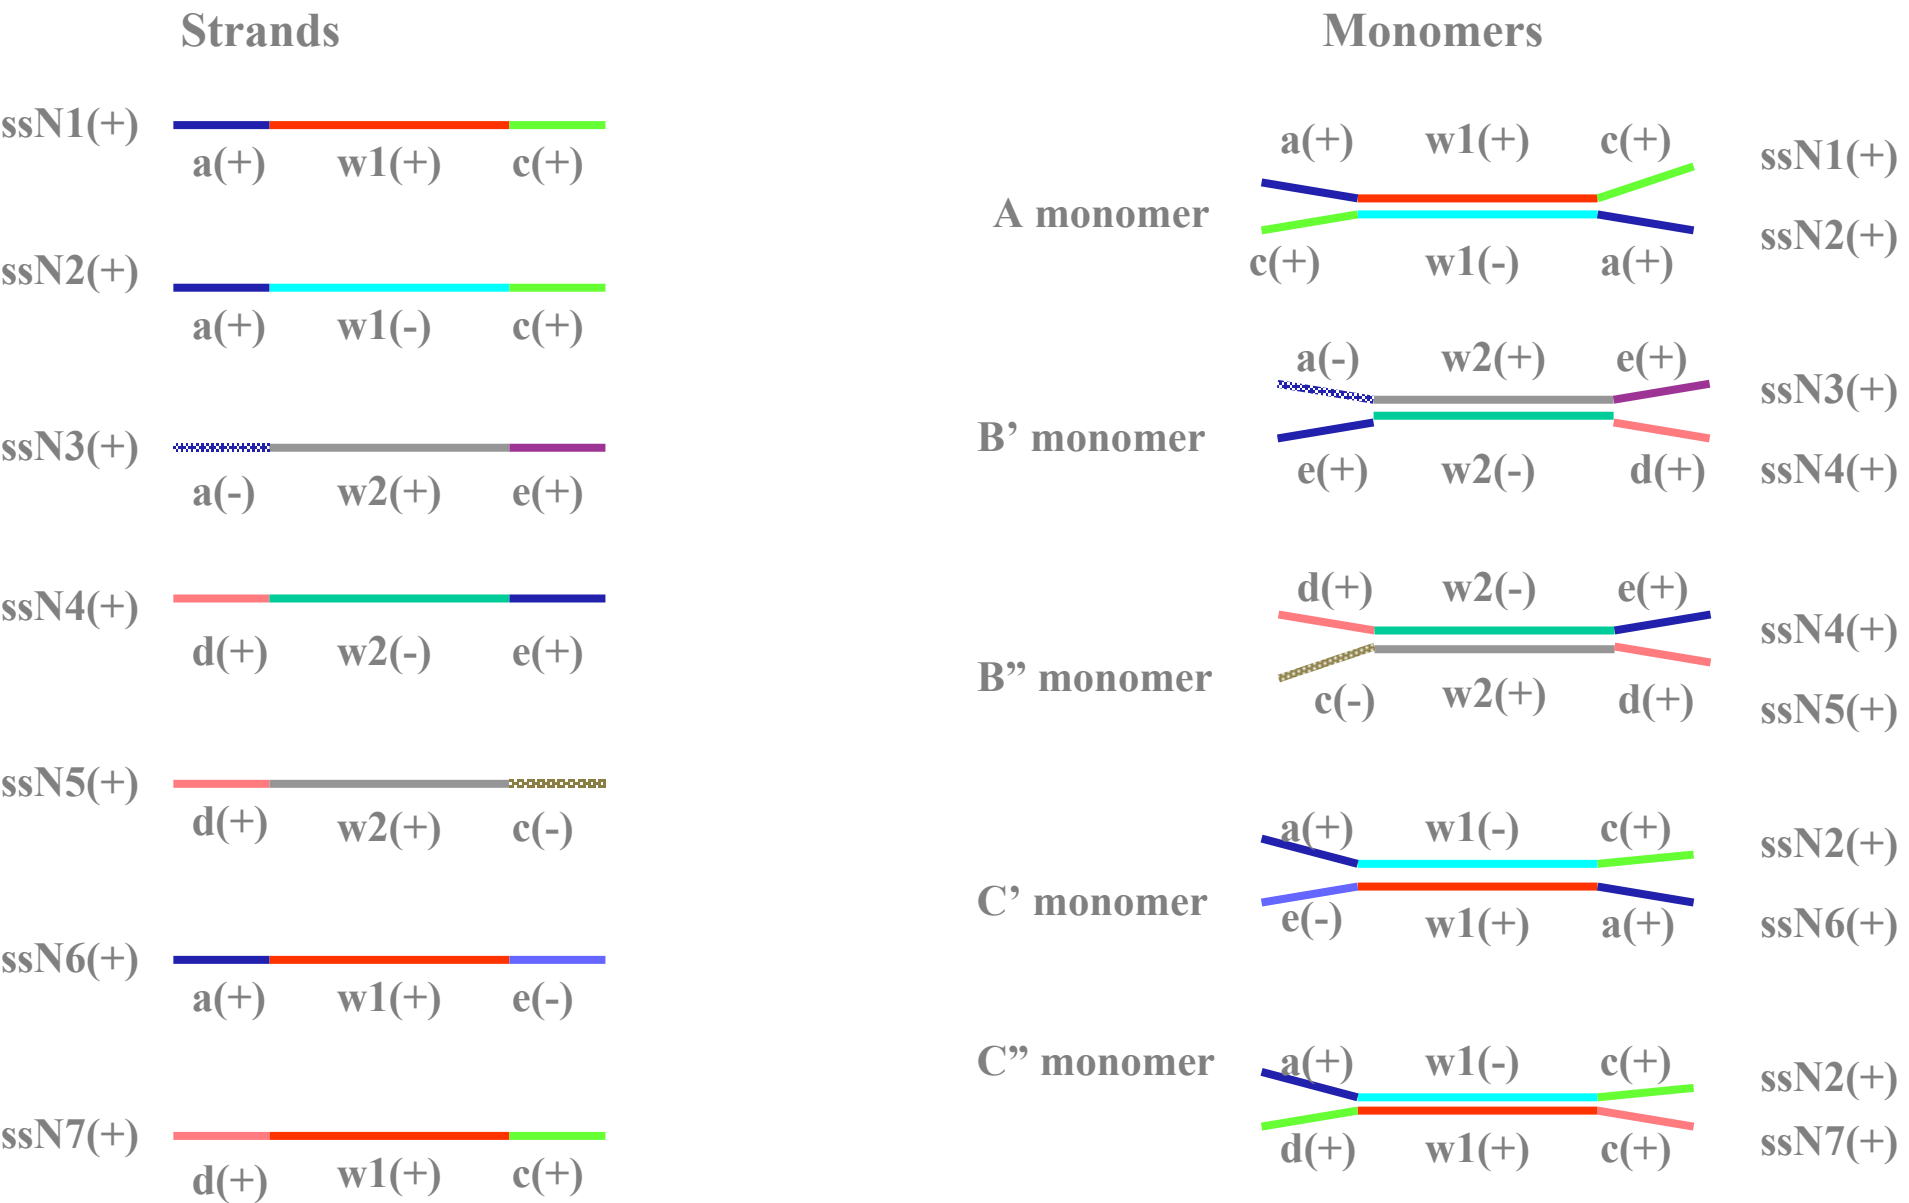 Strands
ssN1(+)
a(+) w1(+) c(+)
ssN2(+)
a(+) w1(-) c(+)
ssN3(+)
a(-) w2(+) e(+)
ssN4(+)
d(+) w2(-) e(+)
ssN5(+)
d(+) w2(+) c(-)
ssN6(+)
a(+) w1(+) e(-)
ssN7(+)
d(+) w1(+) c(+)
Monomers
a(+) w1(+) c(+)
ssN1(+)
A monomer
ssN2(+)
c(+) w1(-) a(+)
a(-) w2(+) e(+)
ssN3(+)
B’ monomer
e(+) w2(-) d(+) ssN4(+)
d(+) w2(-) e(+)
ssN4(+)
B” monomer
c(-) w2(+) d(+) ssN5(+)
a(+) w1(-) c(+)
ssN2(+)
C’ monomer
e(-) w1(+) a(+) ssN6(+)
C” monomer a(+) w1(-) c(+)
ssN2(+)
d(+) w1(+) c(+) ssN7(+)